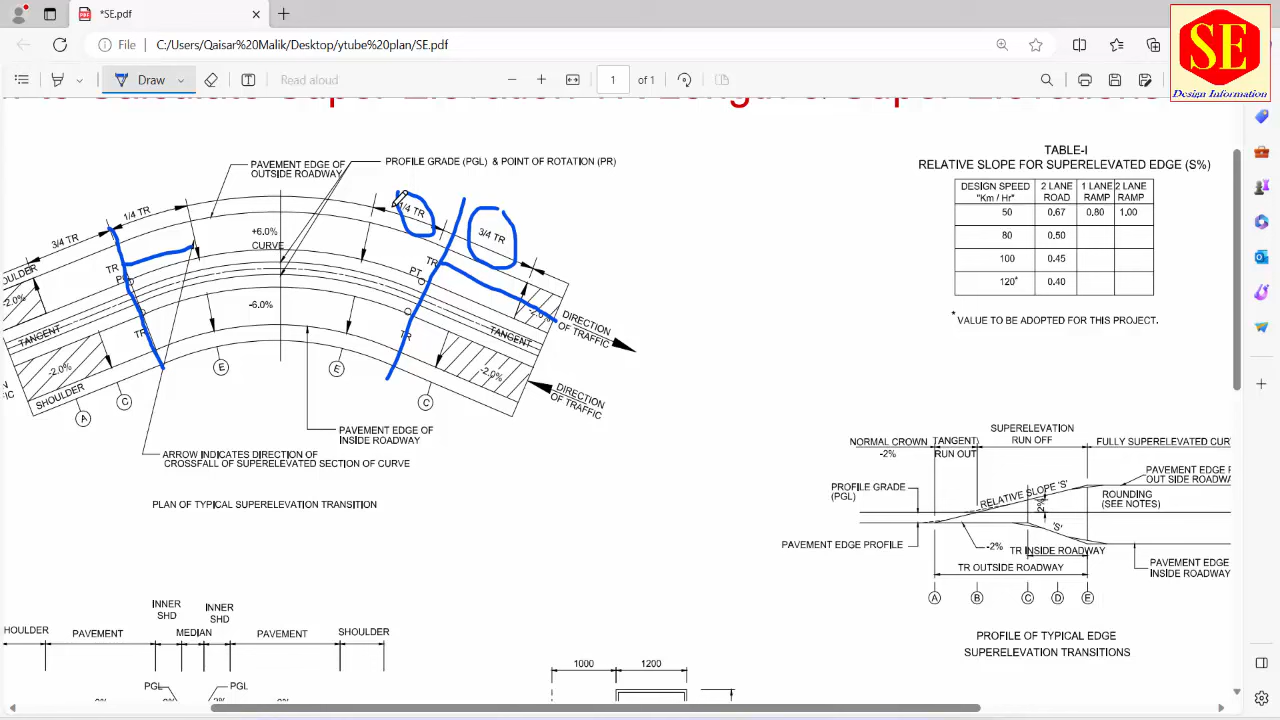 *SE.pdf
File
C:/Users/Qaisar%20Malik/Desktop/ytube%20plan/SE.pdf
Draw
Read aloud
1
of 1
SE
Design Information
to Calculate Super Elevation
Length & Super Elevations
PAVEMENT EDGE OF
OUTSIDE ROADWAY
PROFILE GRADE (PGL) & POINT OF ROTATION (PR)
3/4 TR
1/4 TR
1/4 TR
3/4 TR
+6.0%
CURVE
-6.0%
SHOULDER
-2.0%
TR
TR
PT
TR
TR
TANGENT
TANGENT
-2.0%
-2.0%
-2.0%
SHOULDER
DIRECTION
OF TRAFFIC
DIRECTION
OF TRAFFIC
A
C
E
E
C
PAVEMENT EDGE OF
INSIDE ROADWAY
ARROW INDICATES DIRECTION OF
CROSSFALL OF SUPERELEVATED SECTION OF CURVE
PLAN OF TYPICAL SUPERELEVATION TRANSITION
TABLE-I
RELATIVE SLOPE FOR SUPERELEVATED EDGE (S%)
DESIGN SPEED "Km / Hr" 2 LANE ROAD 1 LANE RAMP 2 LANE RAMP
50 0.67 0.80 1.00
80 0.50
100 0.45
120* 0.40
* VALUE TO BE ADOPTED FOR THIS PROJECT.
NORMAL CROWN
-2%
TANGENT
RUN OUT
SUPERELEVATION
RUN OFF
FULLY SUPERELEVATED CUR
PROFILE GRADE
(PGL)
RELATIVE SLOPE 'S'
2%
PAVEMENT EDGE
OUT SIDE ROADWA
ROUNDING
(SEE NOTES)
'S'
PAVEMENT EDGE PROFILE
-2%
TR INSIDE ROADWAY
TR OUTSIDE ROADWAY
PAVEMENT EDGE
INSIDE ROADWAY
A B C D E
PROFILE OF TYPICAL EDGE
SUPERELEVATION TRANSITIONS
HOULDER
PAVEMENT
INNER
SHD
MEDIAN
INNER
SHD
PAVEMENT
SHOULDER
PGL
PGL
1000
1200